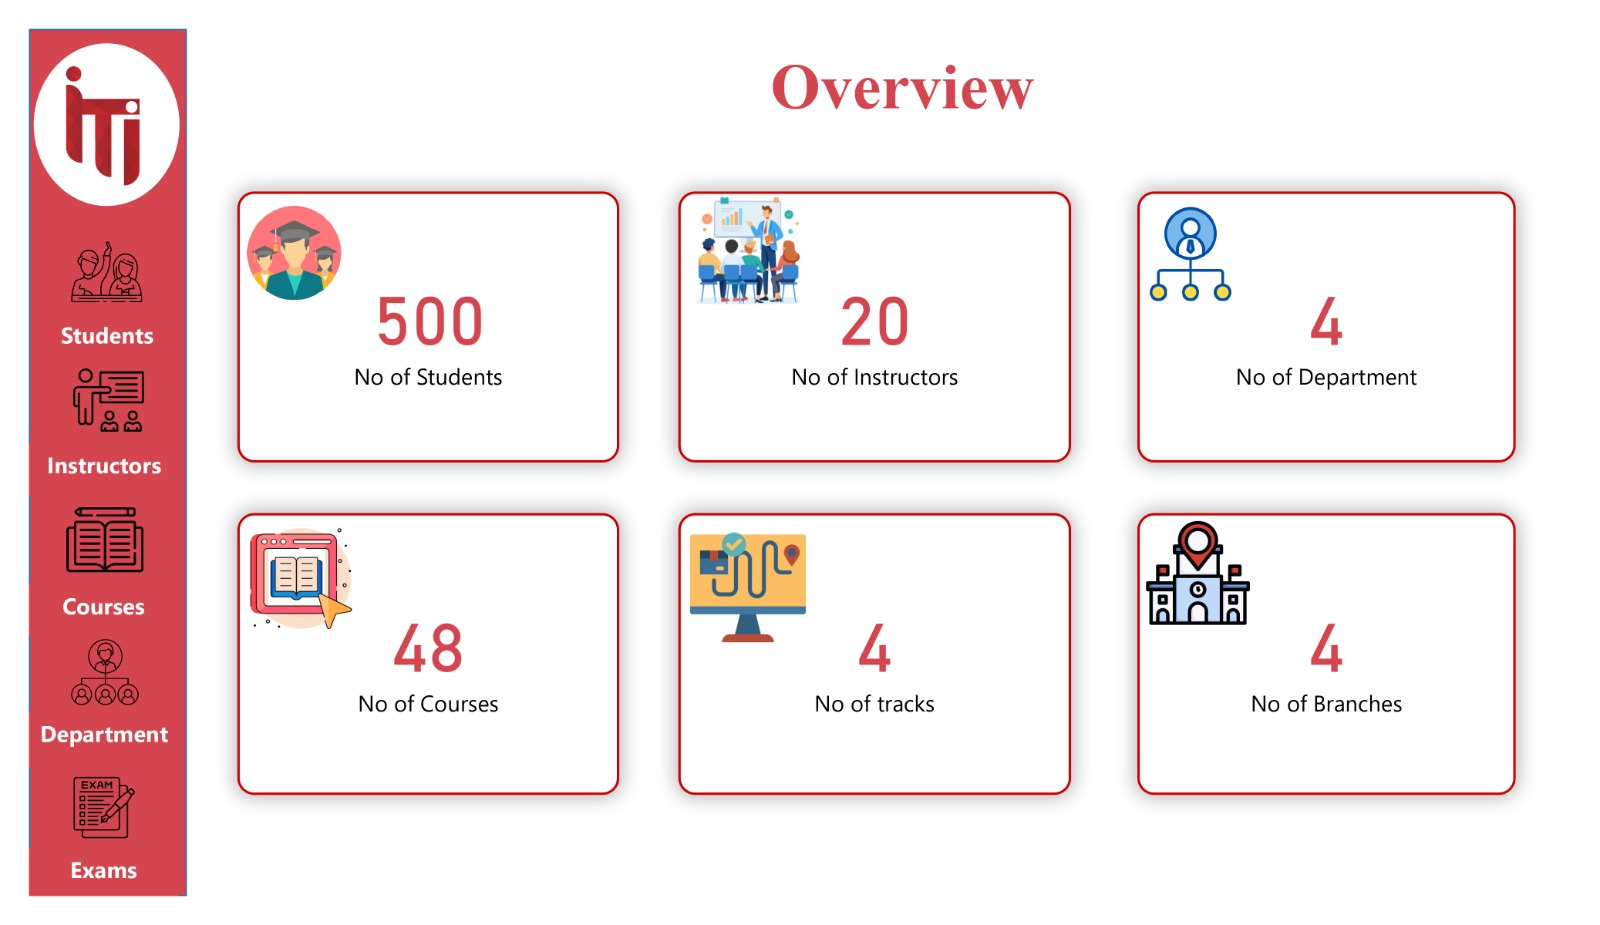 iTi
Overview
Students
Instructors
Courses
Department
EXAM
Exams
500
No of Students
20
No of Instructors
4
No of Department
48
No of Courses
4
No of tracks
4
No of Branches